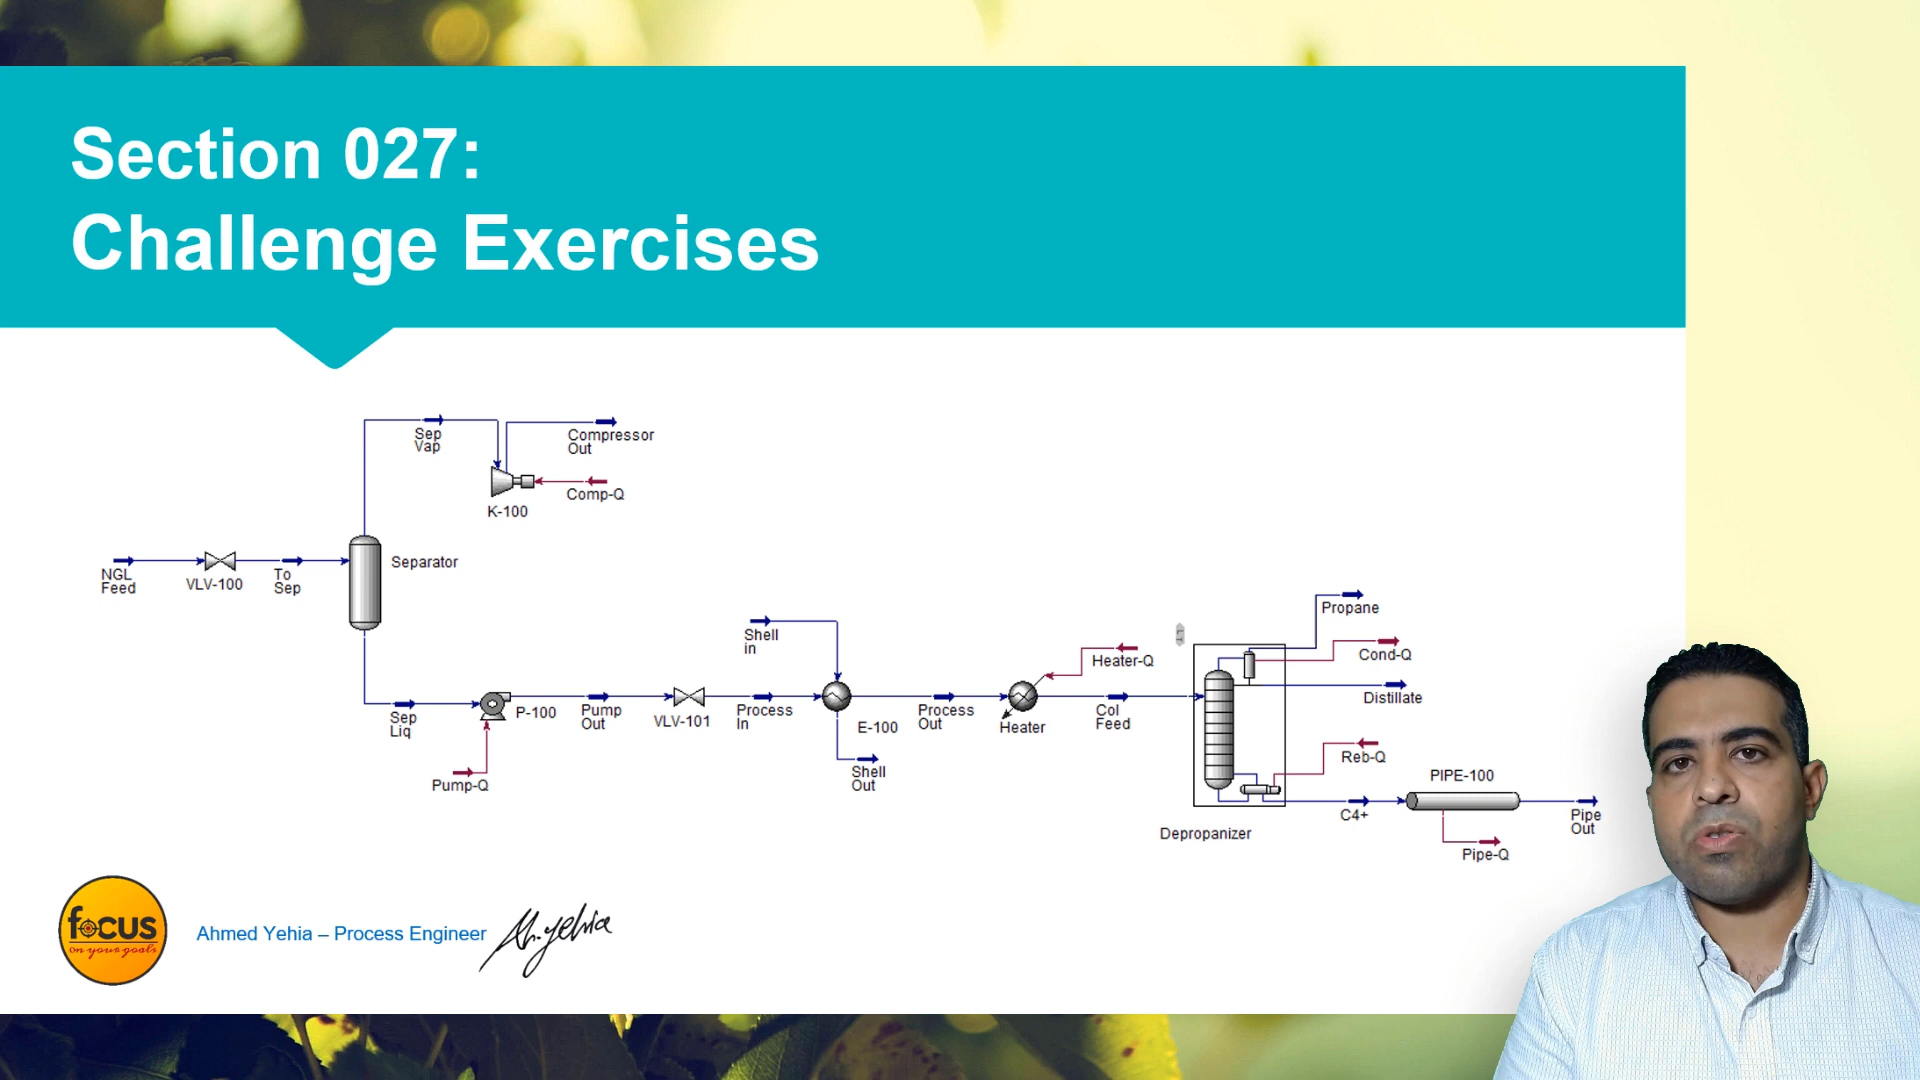 Section 027:
Challenge Exercises
Sep
Vap
Compressor
Out
Comp-Q
K-100
NGL
Feed
VLV-100
To
Sep
Separator
Sep
Liq
P-100
Pump-Q
Pump
Out
VLV-101
Process
In
Shell
in
E-100
Shell
Out
Process
Out
Heater-Q
Heater
Col
Feed
Propane
Cond-Q
Distillate
Reb-Q
Depropanizer
C4+
PIPE-100
Pipe
Out
Pipe-Q
focus
on your goals
Ahmed Yehia – Process Engineer
Ah.yehia